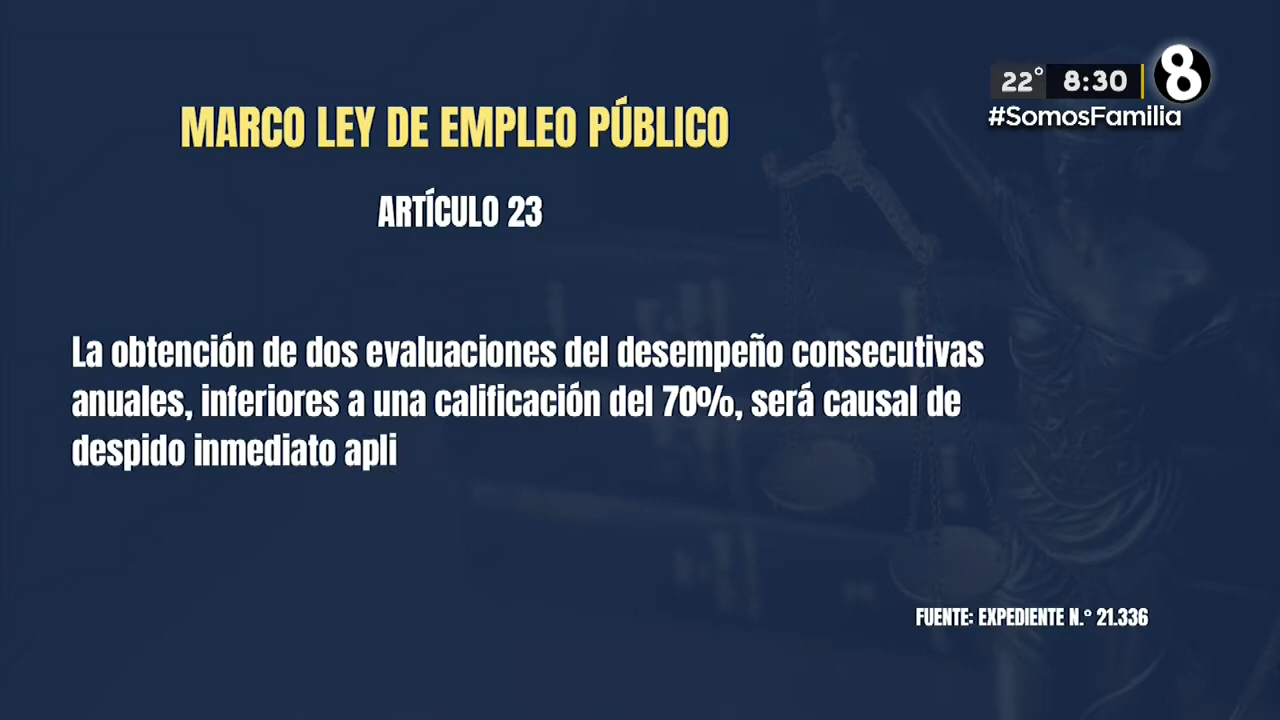 22° 8:30 8
#SomosFamilia
MARCO LEY DE EMPLEO PÚBLICO
ARTÍCULO 23
La obtención de dos evaluaciones del desempeño consecutivas
anuales, inferiores a una calificación del 70%, será causal de
despido inmediato apli
FUENTE: EXPEDIENTE N.° 21.336